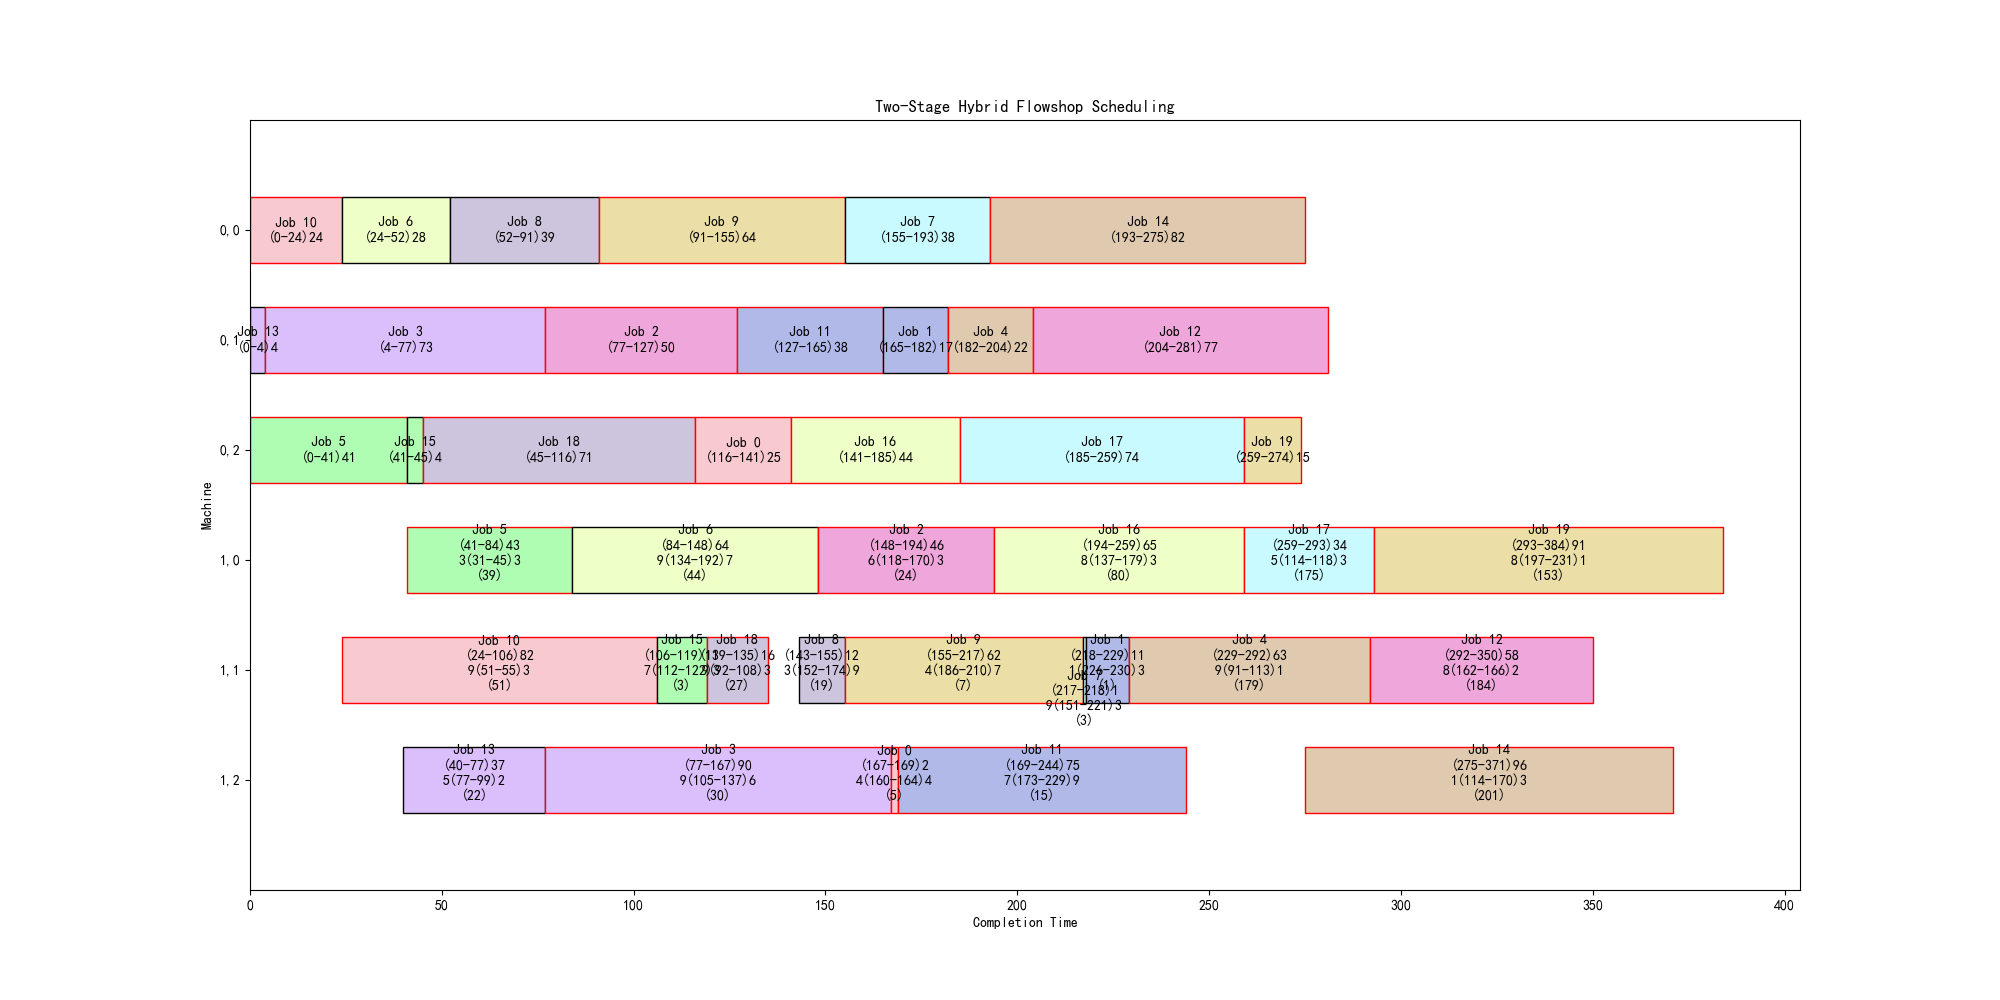 Two-Stage Hybrid Flowshop Scheduling
Machine
0,0
Job 10
(0-24)24
Job 6
(24-52)28
Job 8
(52-91)39
Job 9
(91-155)64
Job 7
(155-193)38
Job 14
(193-275)82
0,1
Job 13
(0-4)4
Job 3
(4-77)73
Job 2
(77-127)50
Job 11
(127-165)38
Job 1
(165-182)17
Job 4
(182-204)22
Job 12
(204-281)77
0,2
Job 5
(0-41)41
Job 15
(41-45)4
Job 18
(45-116)71
Job 0
(116-141)25
Job 16
(141-185)44
Job 17
(185-259)74
Job 19
(259-274)15
1,0
Job 5
(41-84)43
3(31-45)3
(39)
Job 6
(84-148)64
9(134-192)7
(44)
Job 2
(148-194)46
6(118-170)3
(24)
Job 16
(194-259)65
8(137-179)3
(80)
Job 17
(259-293)34
5(114-118)3
(175)
Job 19
(293-384)91
8(197-231)1
(153)
1,1
Job 10
(24-106)82
9(51-55)3
(51)
Job 15
(106-119)13
(3)
Job 18
(119-135)16
9(92-108)3
(27)
Job 8
(143-155)12
3(152-174)9
(19)
Job 9
(155-217)62
4(186-210)7
(7)
Job 7
(217-218)1
9(151-221)3
(3)
Job 1
(218-229)11
1(226-230)3
(1)
Job 4
(229-292)63
9(91-113)1
(179)
Job 12
(292-350)58
8(162-166)2
(184)
1,2
Job 13
(40-77)37
5(77-99)2
(22)
Job 3
(77-167)90
9(105-137)6
(30)
Job 0
(167-169)2
4(160-164)4
(5)
Job 11
(169-244)75
7(173-229)9
(15)
Job 14
(275-371)96
1(114-170)3
(201)
0 50 100 150 200 250 300 350 400
Completion Time